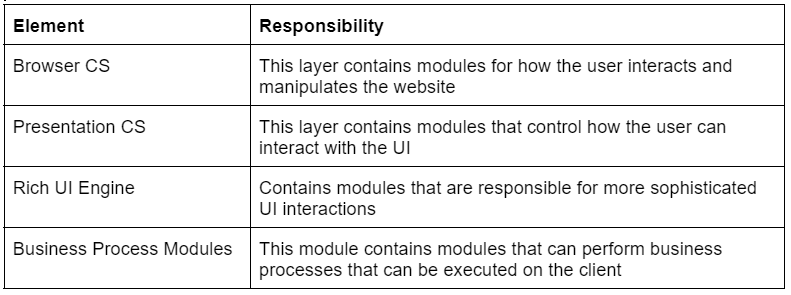 Element Responsibility
Browser CS This layer contains modules for how the user interacts and
manipulates the website
Presentation CS This layer contains modules that control how the user can
interact with the UI
Rich UI Engine Contains modules that are responsible for more sophisticated
UI interactions
Business Process Modules This module contains modules that can perform business
processes that can be executed on the client